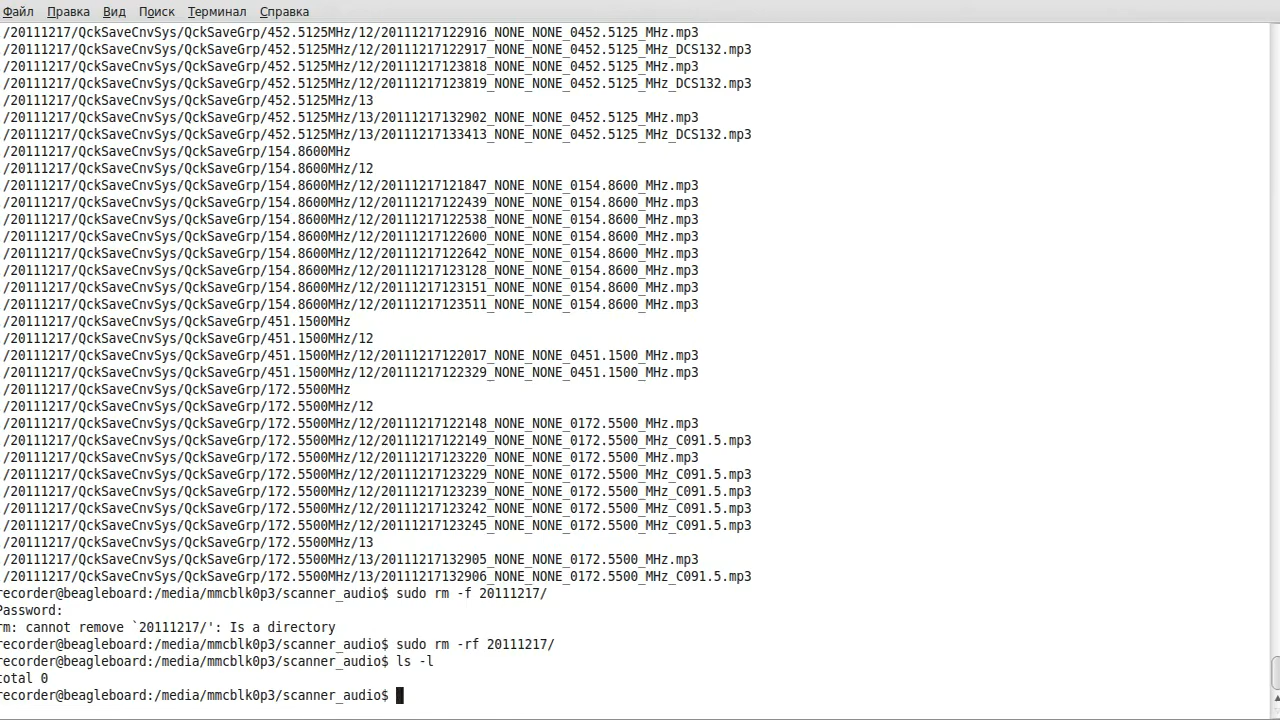 Файл Правка Вид Поиск Терминал Справка
/20111217/QckSaveCnvSys/QckSaveGrp/452.5125MHz/12/20111217122916_NONE_NONE_0452.5125_MHz.mp3
/20111217/QckSaveCnvSys/QckSaveGrp/452.5125MHz/12/20111217122917_NONE_NONE_0452.5125_MHz_DCS132.mp3
/20111217/QckSaveCnvSys/QckSaveGrp/452.5125MHz/12/20111217123818_NONE_NONE_0452.5125_MHz.mp3
/20111217/QckSaveCnvSys/QckSaveGrp/452.5125MHz/12/20111217123819_NONE_NONE_0452.5125_MHz_DCS132.mp3
/20111217/QckSaveCnvSys/QckSaveGrp/452.5125MHz/13
/20111217/QckSaveCnvSys/QckSaveGrp/452.5125MHz/13/20111217132902_NONE_NONE_0452.5125_MHz.mp3
/20111217/QckSaveCnvSys/QckSaveGrp/452.5125MHz/13/20111217133413_NONE_NONE_0452.5125_MHz_DCS132.mp3
/20111217/QckSaveCnvSys/QckSaveGrp/154.8600MHz
/20111217/QckSaveCnvSys/QckSaveGrp/154.8600MHz/12
/20111217/QckSaveCnvSys/QckSaveGrp/154.8600MHz/12/20111217121847_NONE_NONE_0154.8600_MHz.mp3
/20111217/QckSaveCnvSys/QckSaveGrp/154.8600MHz/12/20111217122439_NONE_NONE_0154.8600_MHz.mp3
/20111217/QckSaveCnvSys/QckSaveGrp/154.8600MHz/12/20111217122538_NONE_NONE_0154.8600_MHz.mp3
/20111217/QckSaveCnvSys/QckSaveGrp/154.8600MHz/12/20111217122600_NONE_NONE_0154.8600_MHz.mp3
/20111217/QckSaveCnvSys/QckSaveGrp/154.8600MHz/12/20111217122642_NONE_NONE_0154.8600_MHz.mp3
/20111217/QckSaveCnvSys/QckSaveGrp/154.8600MHz/12/20111217123128_NONE_NONE_0154.8600_MHz.mp3
/20111217/QckSaveCnvSys/QckSaveGrp/154.8600MHz/12/20111217123151_NONE_NONE_0154.8600_MHz.mp3
/20111217/QckSaveCnvSys/QckSaveGrp/154.8600MHz/12/20111217123511_NONE_NONE_0154.8600_MHz.mp3
/20111217/QckSaveCnvSys/QckSaveGrp/451.1500MHz
/20111217/QckSaveCnvSys/QckSaveGrp/451.1500MHz/12
/20111217/QckSaveCnvSys/QckSaveGrp/451.1500MHz/12/20111217122017_NONE_NONE_0451.1500_MHz.mp3
/20111217/QckSaveCnvSys/QckSaveGrp/451.1500MHz/12/20111217122329_NONE_NONE_0451.1500_MHz.mp3
/20111217/QckSaveCnvSys/QckSaveGrp/172.5500MHz
/20111217/QckSaveCnvSys/QckSaveGrp/172.5500MHz/12
/20111217/QckSaveCnvSys/QckSaveGrp/172.5500MHz/12/20111217122148_NONE_NONE_0172.5500_MHz.mp3
/20111217/QckSaveCnvSys/QckSaveGrp/172.5500MHz/12/20111217122149_NONE_NONE_0172.5500_MHz_C091.5.mp3
/20111217/QckSaveCnvSys/QckSaveGrp/172.5500MHz/12/20111217123220_NONE_NONE_0172.5500_MHz.mp3
/20111217/QckSaveCnvSys/QckSaveGrp/172.5500MHz/12/20111217123229_NONE_NONE_0172.5500_MHz_C091.5.mp3
/20111217/QckSaveCnvSys/QckSaveGrp/172.5500MHz/12/20111217123239_NONE_NONE_0172.5500_MHz_C091.5.mp3
/20111217/QckSaveCnvSys/QckSaveGrp/172.5500MHz/12/20111217123242_NONE_NONE_0172.5500_MHz_C091.5.mp3
/20111217/QckSaveCnvSys/QckSaveGrp/172.5500MHz/12/20111217123245_NONE_NONE_0172.5500_MHz_C091.5.mp3
/20111217/QckSaveCnvSys/QckSaveGrp/172.5500MHz/13
/20111217/QckSaveCnvSys/QckSaveGrp/172.5500MHz/13/20111217132905_NONE_NONE_0172.5500_MHz.mp3
/20111217/QckSaveCnvSys/QckSaveGrp/172.5500MHz/13/20111217132906_NONE_NONE_0172.5500_MHz_C091.5.mp3
recorder@beagleboard:/media/mmcblk0p3/scanner_audio$ sudo rm -f 20111217/
Password:
rm: cannot remove `20111217/': Is a directory
recorder@beagleboard:/media/mmcblk0p3/scanner_audio$ sudo rm -rf 20111217/
recorder@beagleboard:/media/mmcblk0p3/scanner_audio$ ls -l
total 0
recorder@beagleboard:/media/mmcblk0p3/scanner_audio$